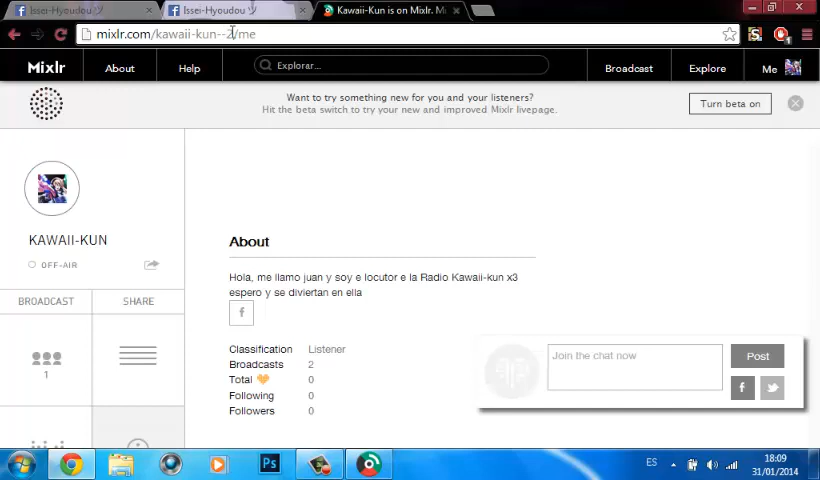 Issei-Hyoudou ツ
Issei-Hyoudou ツ
Kawaii-Kun is on Mixlr. M
mixlr.com/kawaii-kun--2/me
Mixlr
About
Help
Explorar...
Broadcast
Explore
Me
Want to try something new for you and your listeners?
Hit the beta switch to try your new and improved Mixlr livepage.
Turn beta on
KAWAII-KUN
OFF-AIR
BROADCAST
SHARE
1
About
Hola, me llamo juan y soy e locutor e la Radio Kawaii-kun x3
espero y se diviertan en ella
Classification Listener
Broadcasts 2
Total 0
Following 0
Followers 0
Join the chat now
Post
Ps
ES
18:09
31/01/2014